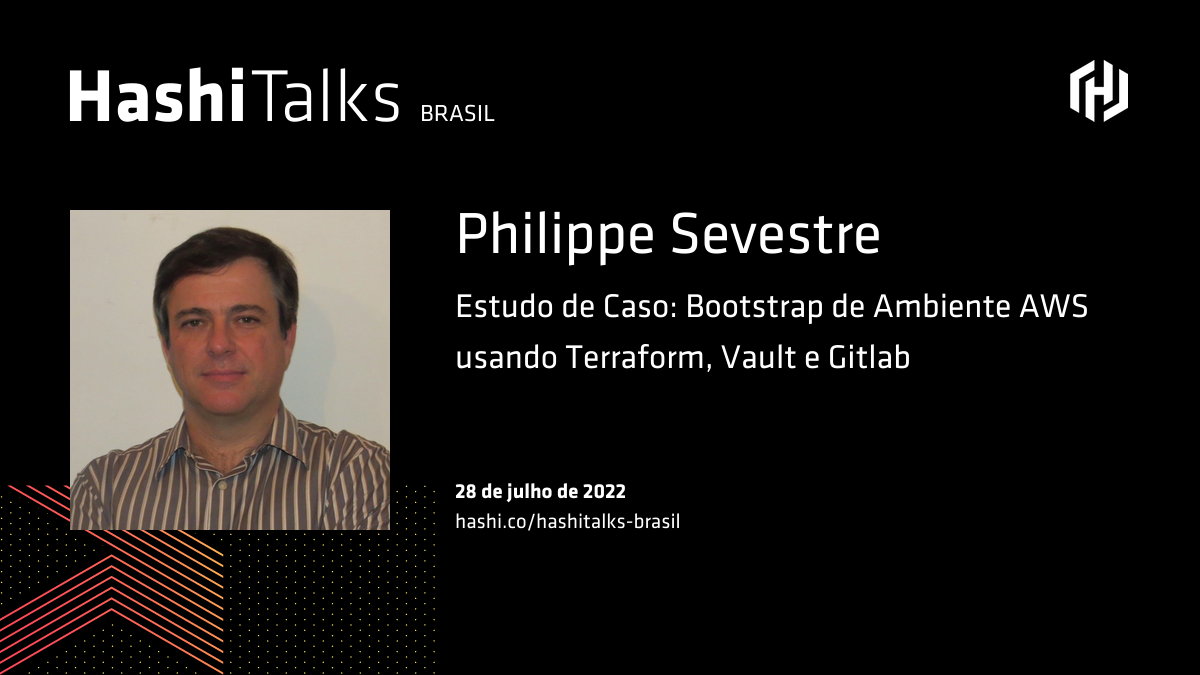 HashiTalks BRASIL
Philippe Sevestre
Estudo de Caso: Bootstrap de Ambiente AWS
usando Terraform, Vault e Gitlab
28 de julho de 2022
hashi.co/hashitalks-brasil